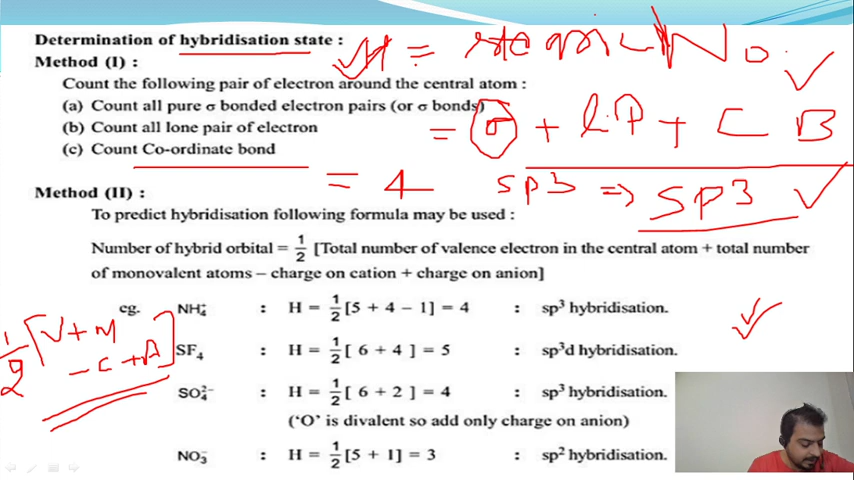 Determination of hybridisation state :
Method (I) :
H = steric No.
Count the following pair of electron around the central atom :
(a) Count all pure σ bonded electron pairs (or σ bonds)
(b) Count all lone pair of electron
= σ + l.P + C B
(c) Count Co-ordinate bond
= 4 SP3 ⇒ SP3
Method (II) :
To predict hybridisation following formula may be used :
Number of hybrid orbital = 1/2 [Total number of valence electron in the central atom + total number
of monovalent atoms – charge on cation + charge on anion]
eg. NH₄⁺ : H = 1/2 [5 + 4 – 1] = 4 : sp³ hybridisation.
1/2 [V + M – C + A]
SF₄ : H = 1/2 [ 6 + 4] = 5 : sp³d hybridisation.
SO₄²⁻ : H = 1/2 [ 6 + 2] = 4 : sp³ hybridisation.
(‘O’ is divalent so add only charge on anion)
NO₃⁻ : H = 1/2 [5 + 1] = 3 : sp² hybridisation.